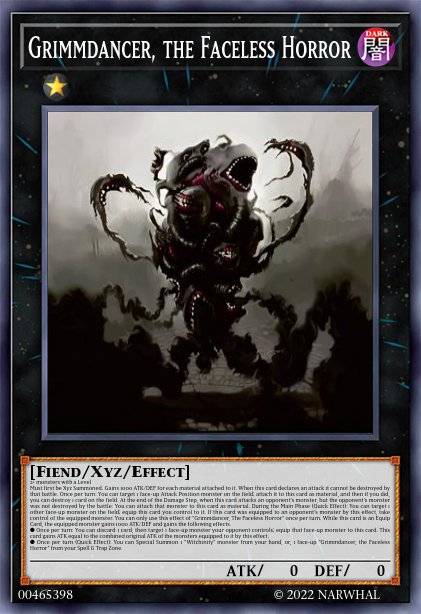 Grimmdancer, the Faceless Horror
DARK
闇
[Fiend/Xyz/Effect]
2+ monsters with a Level
Must first be Xyz Summoned. Gains 1000 ATK/DEF for each material attached to it. When this card declares an attack it cannot be destroyed by
that battle. Once per turn: You can target 1 face-up Attack Position monster on the field, attach it to this card as material, and then if you did,
you can destroy 1 card on the field. At the end of the Damage Step, when this card attacks an opponent's monster, but the opponent's monster
was not destroyed by the battle: You can attach that monster to this card as material. During the Main Phase (Quick Effect): You can target 1
other face-up monster on the field; equip this card you control to it. If this card was equipped to an opponent's monster by this effect, take
control of the equipped monster. You can only use this effect of "Grimmdancer, The Faceless Horror" once per turn. While this card is an Equip
Card, the equipped monster gains 1000 ATK/DEF and gains the following effects.
● Once per turn: You can discard 1 card, then target 1 face-up monster your opponent controls; equip that face-up monster to this card. This
card gains ATK equal to the combined original ATK of the monsters equipped to it by this effect.
● Once per turn (Quick Effect): You can Special Summon 1 "Witchinity" monster from your hand, or, 1 face-up "Grimmdancer, the Faceless
Horror" from your Spell & Trap Zone.
ATK/ 0 DEF/ 0
00465398 © 2022 NARWHAL